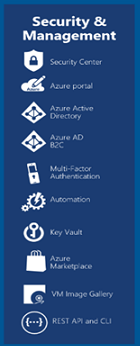 Security &
Management
Security Center
Azure
Azure portal
Azure Active
Directory
Azure AD
B2C
Multi-Factor
Authentication
Automation
Key Vault
Azure
Marketplace
VM Image Gallery
REST API and CLI